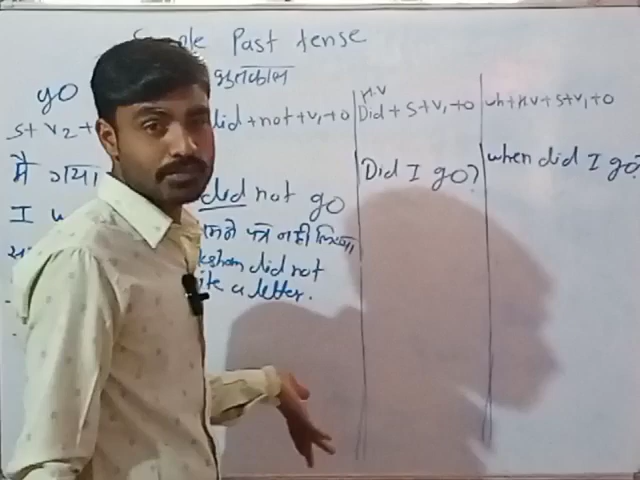 Simple Past tense
भूतकाल
go
S + V2 +
did + not + V1 + O
H.V
Did + S + V1 + O
wh + H.V + S + V1 + O
मै गया
I
did not go
Did I go?
when did I go?
ने पत्र नही लिखा
did not
a letter.